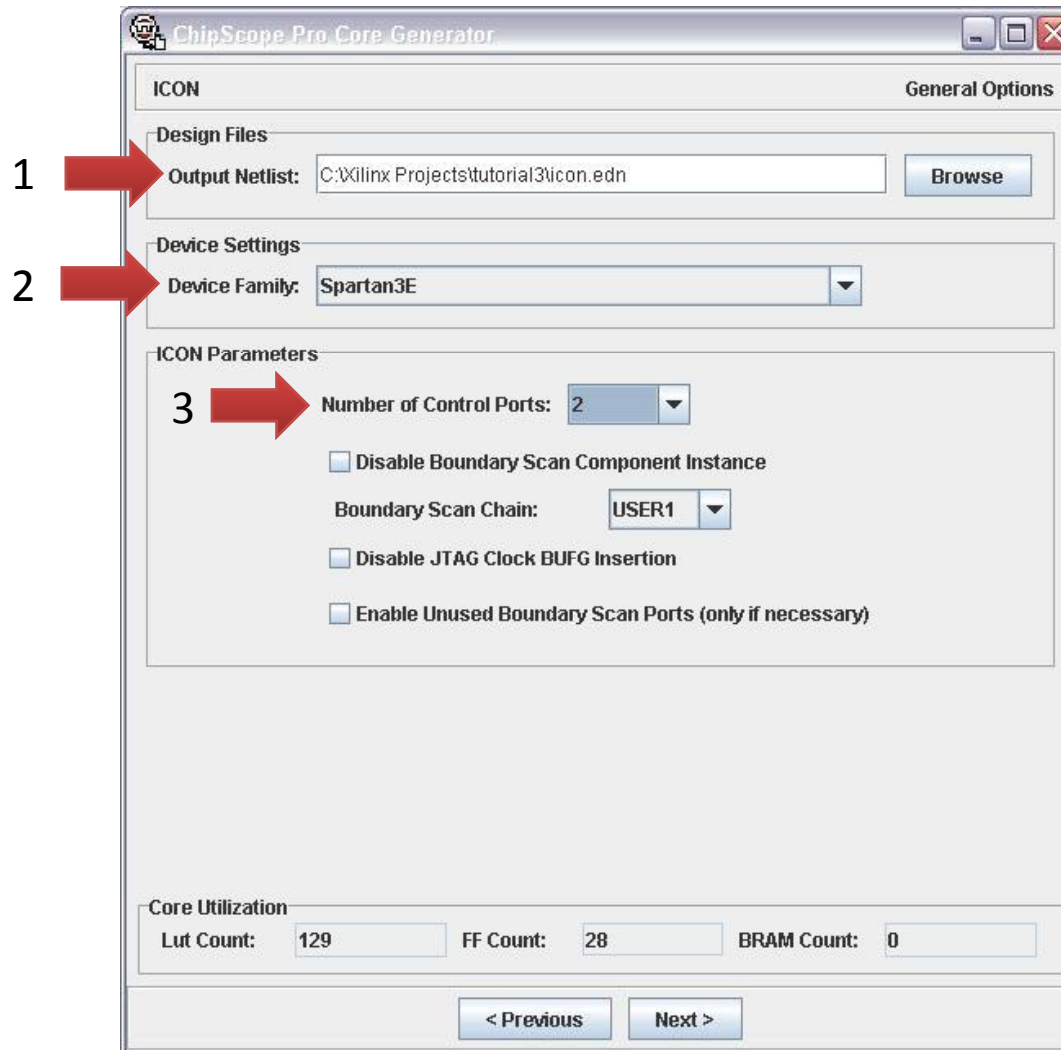 ChipScope Pro Core Generator
ICON General Options
Design Files
1 Output Netlist: C:\Xilinx Projects\tutorial3\icon.edn Browse
Device Settings
2 Device Family: Spartan3E
ICON Parameters
3 Number of Control Ports: 2
Disable Boundary Scan Component Instance
Boundary Scan Chain: USER1
Disable JTAG Clock BUFG Insertion
Enable Unused Boundary Scan Ports (only if necessary)
Core Utilization
Lut Count: 129 FF Count: 28 BRAM Count: 0
< Previous Next >